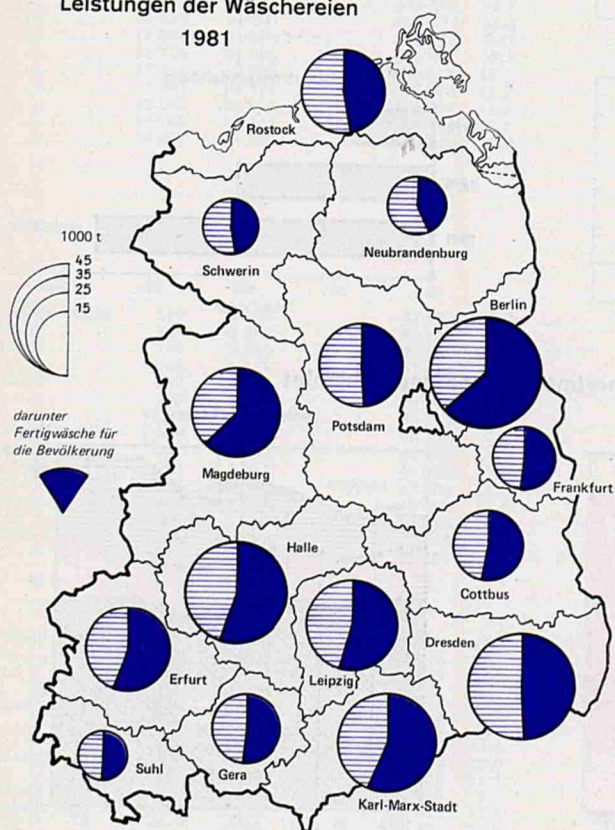 Leistungen der Wäschereien
1981
Rostock
Schwerin
Neubrandenburg
1000 t
45
35
25
15
Berlin
darunter
Fertigwäsche für
die Bevölkerung
Magdeburg
Potsdam
Frankfurt
Halle
Cottbus
Erfurt
Leipzig
Dresden
Suhl
Gera
Karl-Marx-Stadt